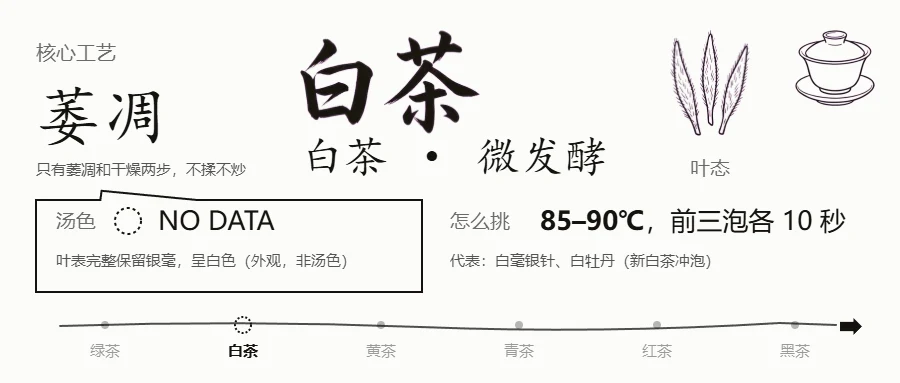 核心工艺
萎凋
只有萎凋和干燥两步，不揉不炒
白茶
白茶 · 微发酵
叶态
汤色 NO DATA
叶表完整保留银毫，呈白色（外观，非汤色）
怎么挑 85–90℃，前三泡各 10 秒
代表：白毫银针、白牡丹（新白茶冲泡）
绿茶 白茶 黄茶 青茶 红茶 黑茶